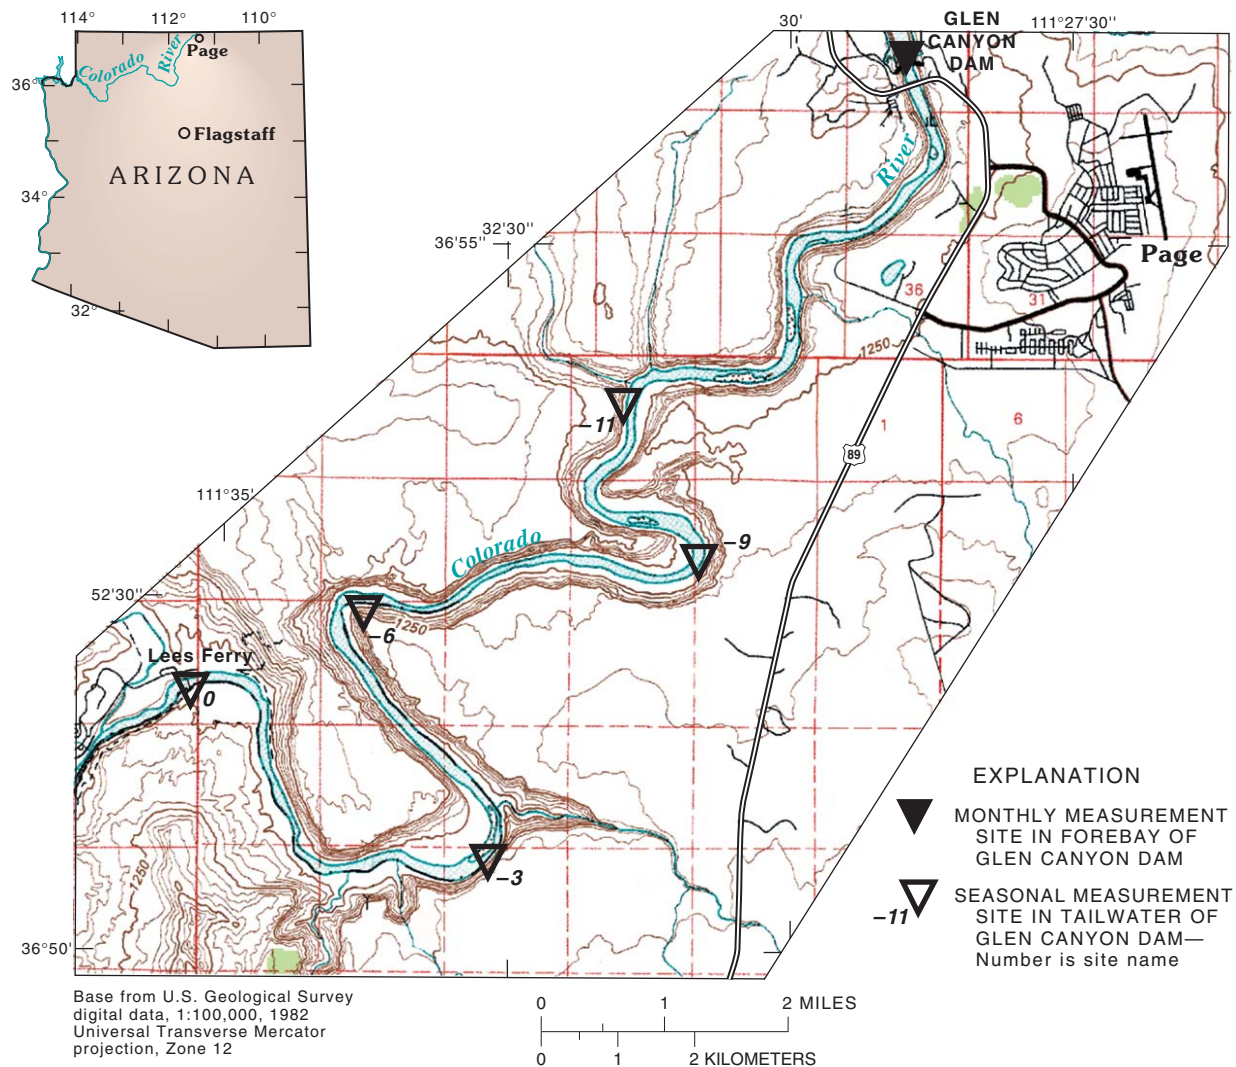 114°
112°
110°
Page
Colorado
River
36°
Flagstaff
ARIZONA
34°
32°
30'
GLEN
CANYON
DAM
111°27'30''
River
32'30''
36°55'
Page
36
31
1250
-11
1
6
89
111°35'
Colorado
-9
52'30''
-6
1250
Lees Ferry
0
1250
-3
36°50'
EXPLANATION
MONTHLY MEASUREMENT
SITE IN FOREBAY OF
GLEN CANYON DAM
-11
SEASONAL MEASUREMENT
SITE IN TAILWATER OF
GLEN CANYON DAM—
Number is site name
Base from U.S. Geological Survey
digital data, 1:100,000, 1982
Universal Transverse Mercator
projection, Zone 12
0 1 2 MILES
0 1 2 KILOMETERS